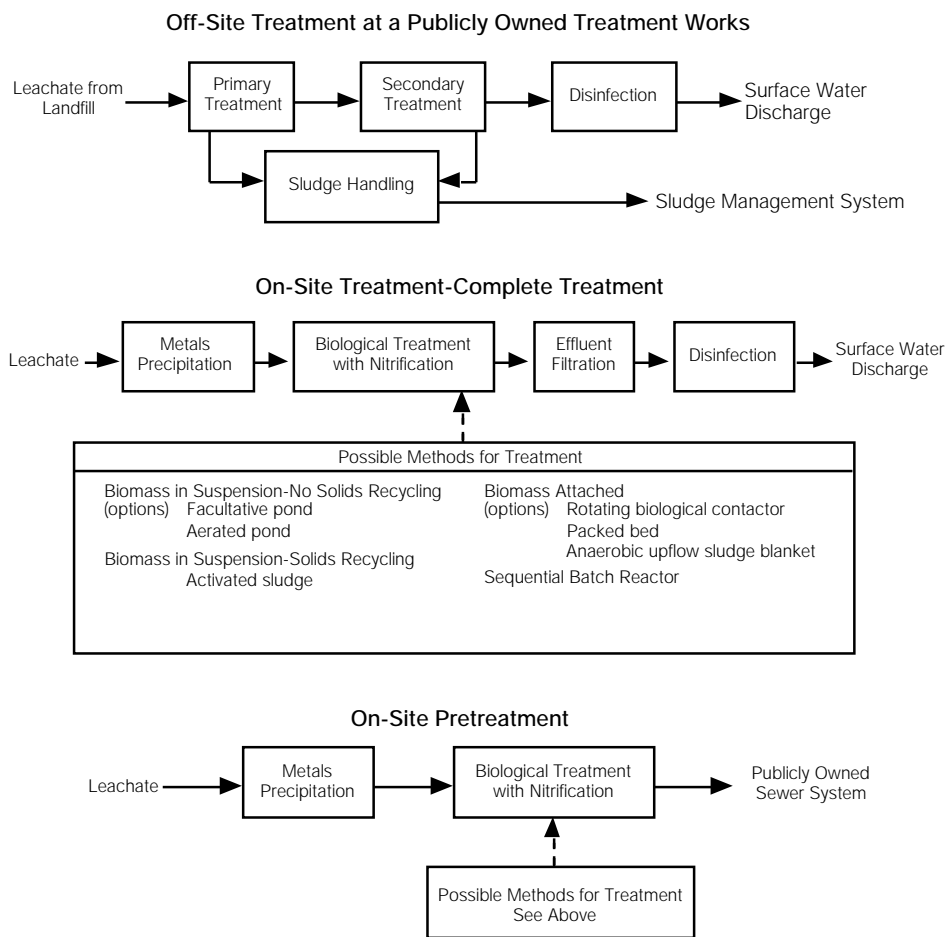 Off-Site Treatment at a Publicly Owned Treatment Works
Leachate from
Landfill
Primary
Treatment
Secondary
Treatment
Disinfection
Surface Water
Discharge
Sludge Handling
Sludge Management System
On-Site Treatment-Complete Treatment
Leachate
Metals
Precipitation
Biological Treatment
with Nitrification
Effluent
Filtration
Disinfection
Surface Water
Discharge
Possible Methods for Treatment
Biomass in Suspension-No Solids Recycling
(options) Facultative pond
Aerated pond
Biomass in Suspension-Solids Recycling
Activated sludge
Biomass Attached
(options) Rotating biological contactor
Packed bed
Anaerobic upflow sludge blanket
Sequential Batch Reactor
On-Site Pretreatment
Leachate
Metals
Precipitation
Biological Treatment
with Nitrification
Publicly Owned
Sewer System
Possible Methods for Treatment
See Above